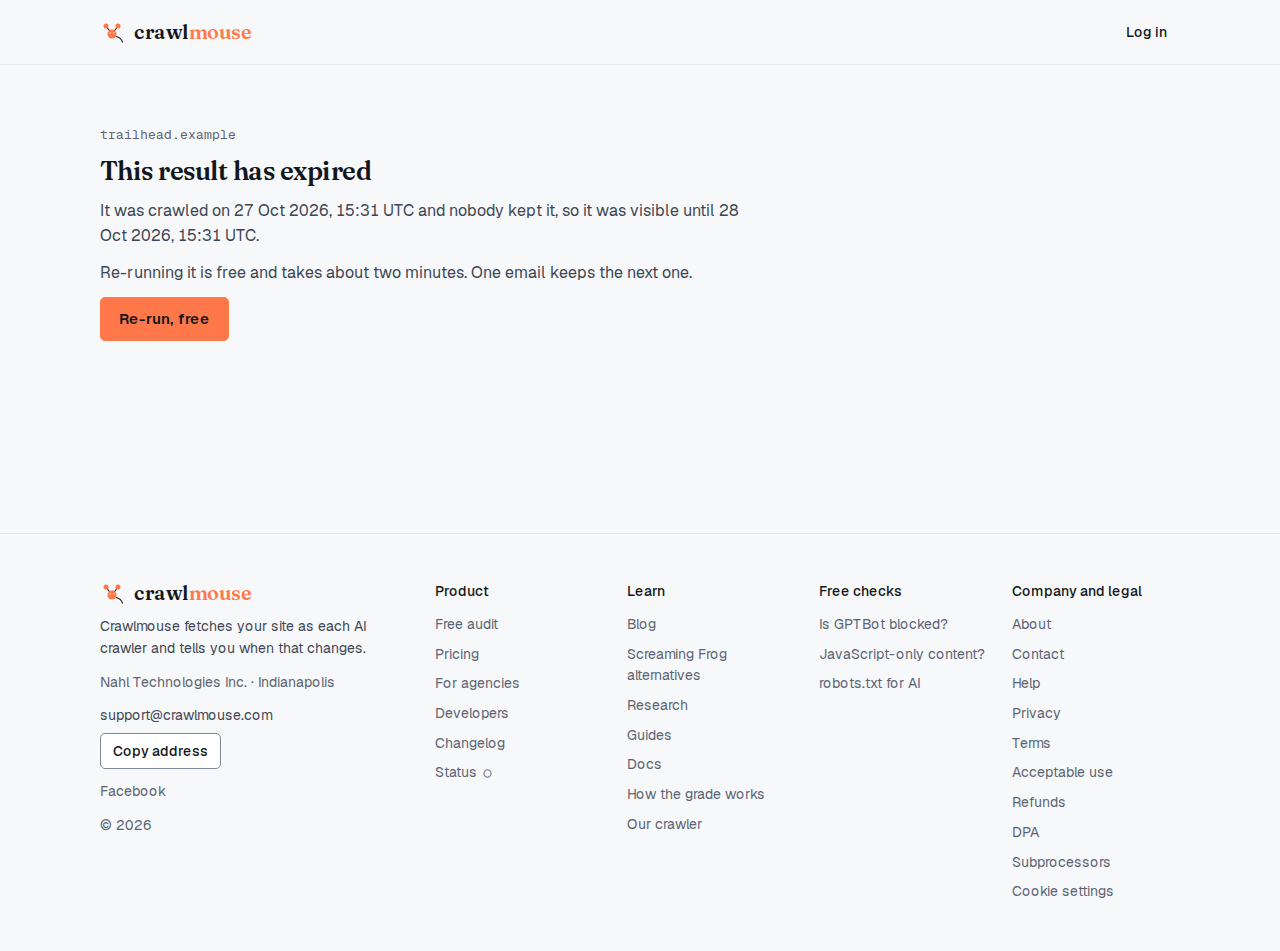 crawlmouse
Log in
trailhead.example
This result has expired
It was crawled on 27 Oct 2026, 15:31 UTC and nobody kept it, so it was visible until 28
Oct 2026, 15:31 UTC.
Re-running it is free and takes about two minutes. One email keeps the next one.
Re-run, free
crawlmouse
Crawlmouse fetches your site as each AI
crawler and tells you when that changes.
Nahl Technologies Inc. · Indianapolis
support@crawlmouse.com
Copy address
Facebook
© 2026
Product
Free audit
Pricing
For agencies
Developers
Changelog
Status
Learn
Blog
Screaming Frog
alternatives
Research
Guides
Docs
How the grade works
Our crawler
Free checks
Is GPTBot blocked?
JavaScript-only content?
robots.txt for AI
Company and legal
About
Contact
Help
Privacy
Terms
Acceptable use
Refunds
DPA
Subprocessors
Cookie settings